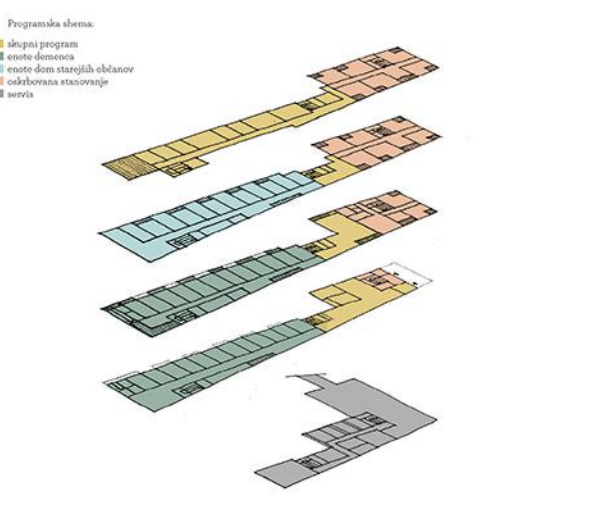 Programska shema:
skupni program
enote demenca
enote dom starejših občanov
oskrbovana stanovanje
servis